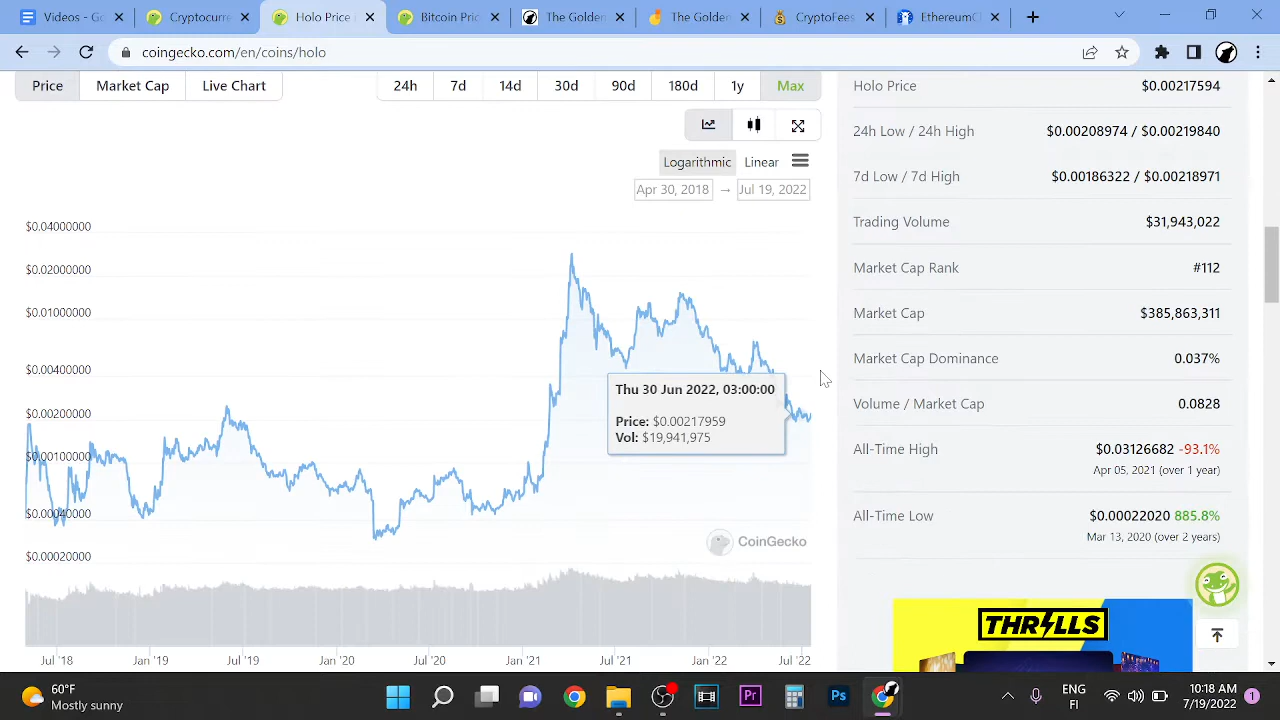 Videos - Go
Cryptocurr
Holo Price
Bitcoin Pric
The Golden
The Golden
CryptoFees
EthereumC
coingecko.com/en/coins/holo
Price
Market Cap
Live Chart
24h
7d
14d
30d
90d
180d
1y
Max
Logarithmic
Linear
Apr 30, 2018 → Jul 19, 2022
$0.04000000
$0.02000000
$0.01000000
$0.00400000
$0.00200000
$0.00100000
$0.00040000
$0.00020000
Thu 30 Jun 2022, 03:00:00
Price: $0.00217959
Vol: $19,941,975
CoinGecko
Jul '18
Jan '19
Jul '19
Jan '20
Jul '20
Jan '21
Jul '21
Jan '22
Jul '22
Holo Price $0.00217594
24h Low / 24h High $0.00208974 / $0.00219840
7d Low / 7d High $0.00186322 / $0.00218971
Trading Volume $31,943,022
Market Cap Rank #112
Market Cap $385,863,311
Market Cap Dominance 0.037%
Volume / Market Cap 0.0828
All-Time High $0.03126682 -93.1%
Apr 05, 2021 (over 1 year)
All-Time Low $0.00022020 885.8%
Mar 13, 2020 (over 2 years)
THRILLS
60°F
Mostly sunny
Pr
Ps
ENG
FI
10:18 AM
7/19/2022
1